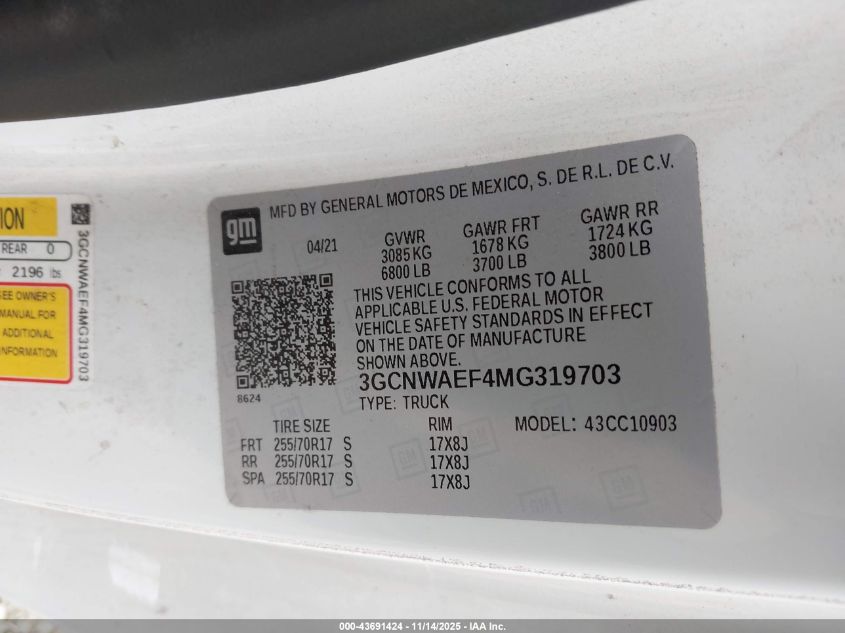 ION
REAR 0
2196 lbs
SEE OWNER'S
MANUAL FOR
ADDITIONAL
INFORMATION
3GCNWAEF4MG319703
gm
MFD BY GENERAL MOTORS DE MEXICO, S. DE R.L. DE C.V.
04/21
GVWR GAWR FRT GAWR RR
3085 KG 1678 KG 1724 KG
6800 LB 3700 LB 3800 LB
THIS VEHICLE CONFORMS TO ALL
APPLICABLE U.S. FEDERAL MOTOR
VEHICLE SAFETY STANDARDS IN EFFECT
ON THE DATE OF MANUFACTURE
SHOWN ABOVE.
3GCNWAEF4MG319703
8624
TYPE: TRUCK
TIRE SIZE RIM MODEL: 43CC10903
FRT 255/70R17 S 17X8J
RR 255/70R17 S 17X8J
SPA 255/70R17 S 17X8J
000-43691424 - 11/14/2025 - IAA Inc.